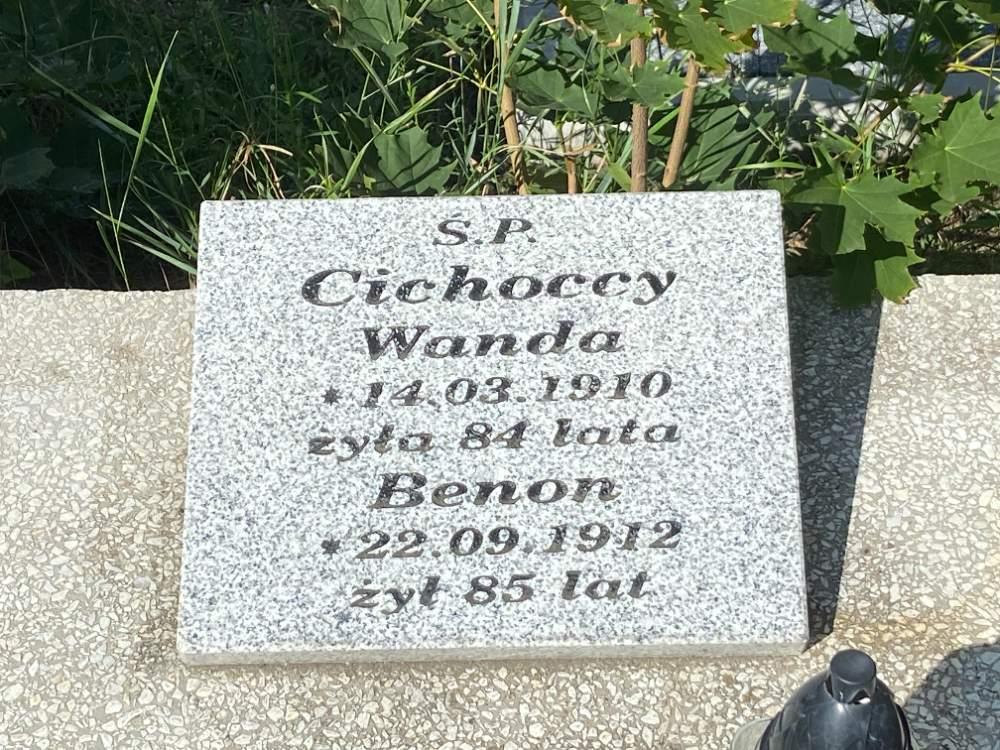 Ś.P.
Cichoccy
Wanda
* 14.03.1910
żyła 84 lata
Benon
* 22.09.1912
żył 85 lat